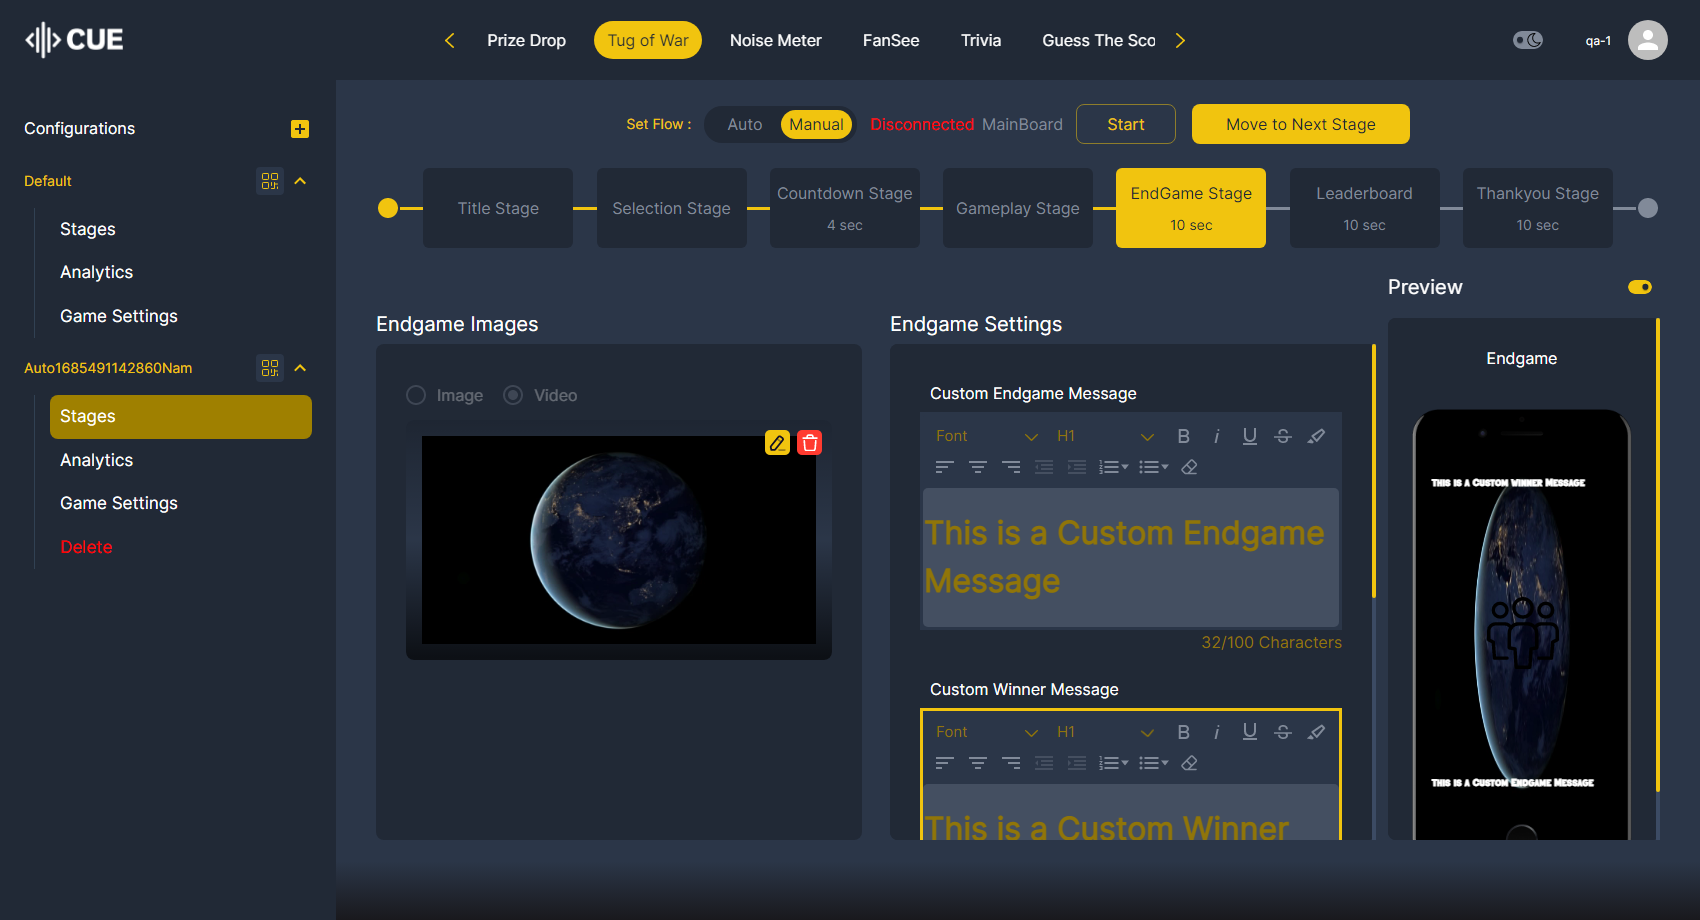 CUE
Prize Drop
Tug of War
Noise Meter
FanSee
Trivia
Guess The Sco
qa-1
Configurations
Default
Stages
Analytics
Game Settings
Auto1685491142860Nam
Stages
Analytics
Game Settings
Delete
Set Flow :
Auto
Manual
Disconnected MainBoard
Start
Move to Next Stage
Title Stage
Selection Stage
Countdown Stage
4 sec
Gameplay Stage
EndGame Stage
10 sec
Leaderboard
10 sec
Thankyou Stage
10 sec
Endgame Images
Image
Video
Endgame Settings
Custom Endgame Message
Font
H1
B
i
U
S
This is a Custom Endgame
Message
32/100 Characters
Custom Winner Message
Font
H1
B
i
U
S
This is a Custom Winner
Preview
Endgame
This is a Custom Winner Message
This is a Custom Endgame Message